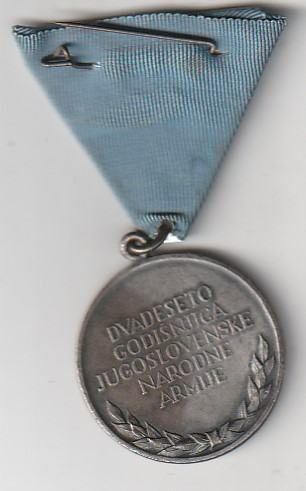 DVADESETO
GODIŠNJICA
JUGOSLOVENSKE
NARODNE
ARMIJE